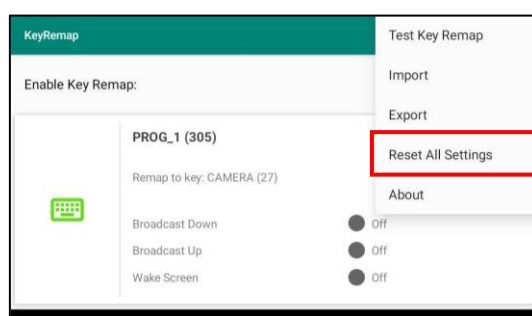 KeyRemap
Test Key Remap
Import
Export
Reset All Settings
About
Enable Key Remap:
PROG_1 (305)
Remap to key: CAMERA (27)
Broadcast Down Off
Broadcast Up Off
Wake Screen Off